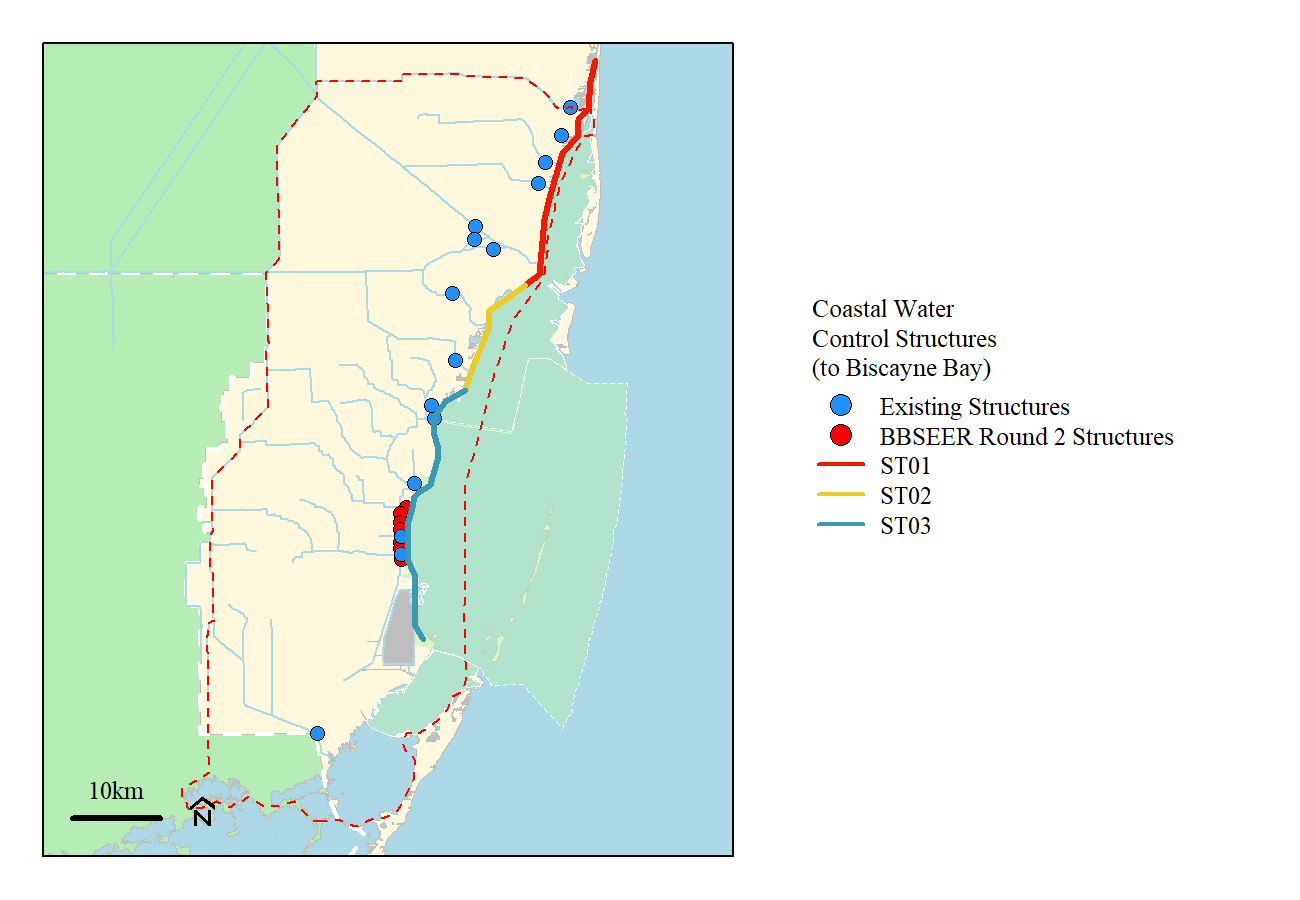 Coastal Water
Control Structures
(to Biscayne Bay)
Existing Structures
BBSEER Round 2 Structures
ST01
ST02
ST03
10km
N